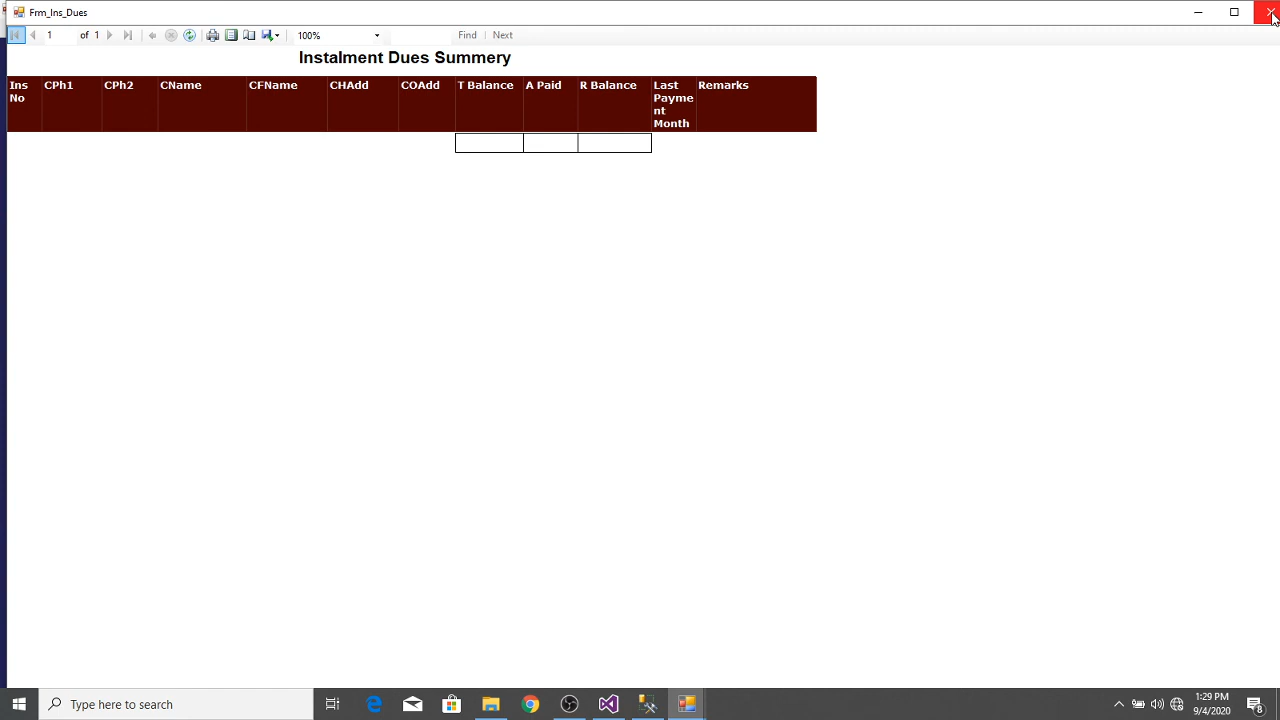 Frm_Ins_Dues
1 of 1 100% Find Next
Instalment Dues Summery
Ins No CPh1 CPh2 CName CFName CHAdd COAdd T Balance A Paid R Balance Last Payme nt Month Remarks
Type here to search
1:29 PM
9/4/2020
8